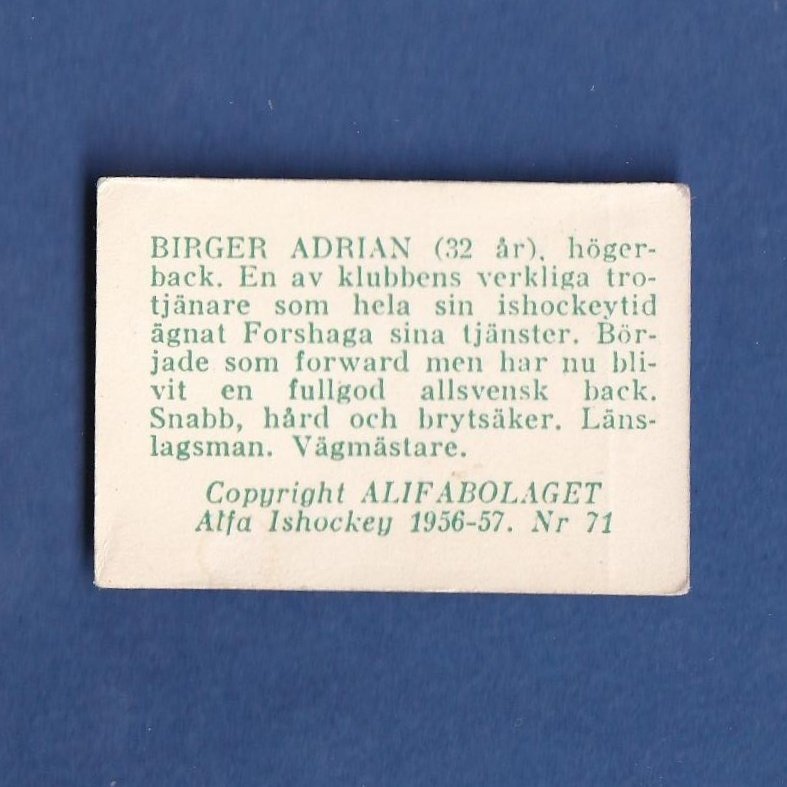 BIRGER ADRIAN (32 år), höger-
back. En av klubbens verkliga tro-
tjänare som hela sin ishockeytid
ägnat Forshaga sina tjänster. Bör-
jade som forward men har nu bli-
vit en fullgod allsvensk back.
Snabb, hård och brytsäker. Läns-
lagsman. Vägmästare.
Copyright ALIFABOLAGET
Alfa Ishockey 1956-57. Nr 71